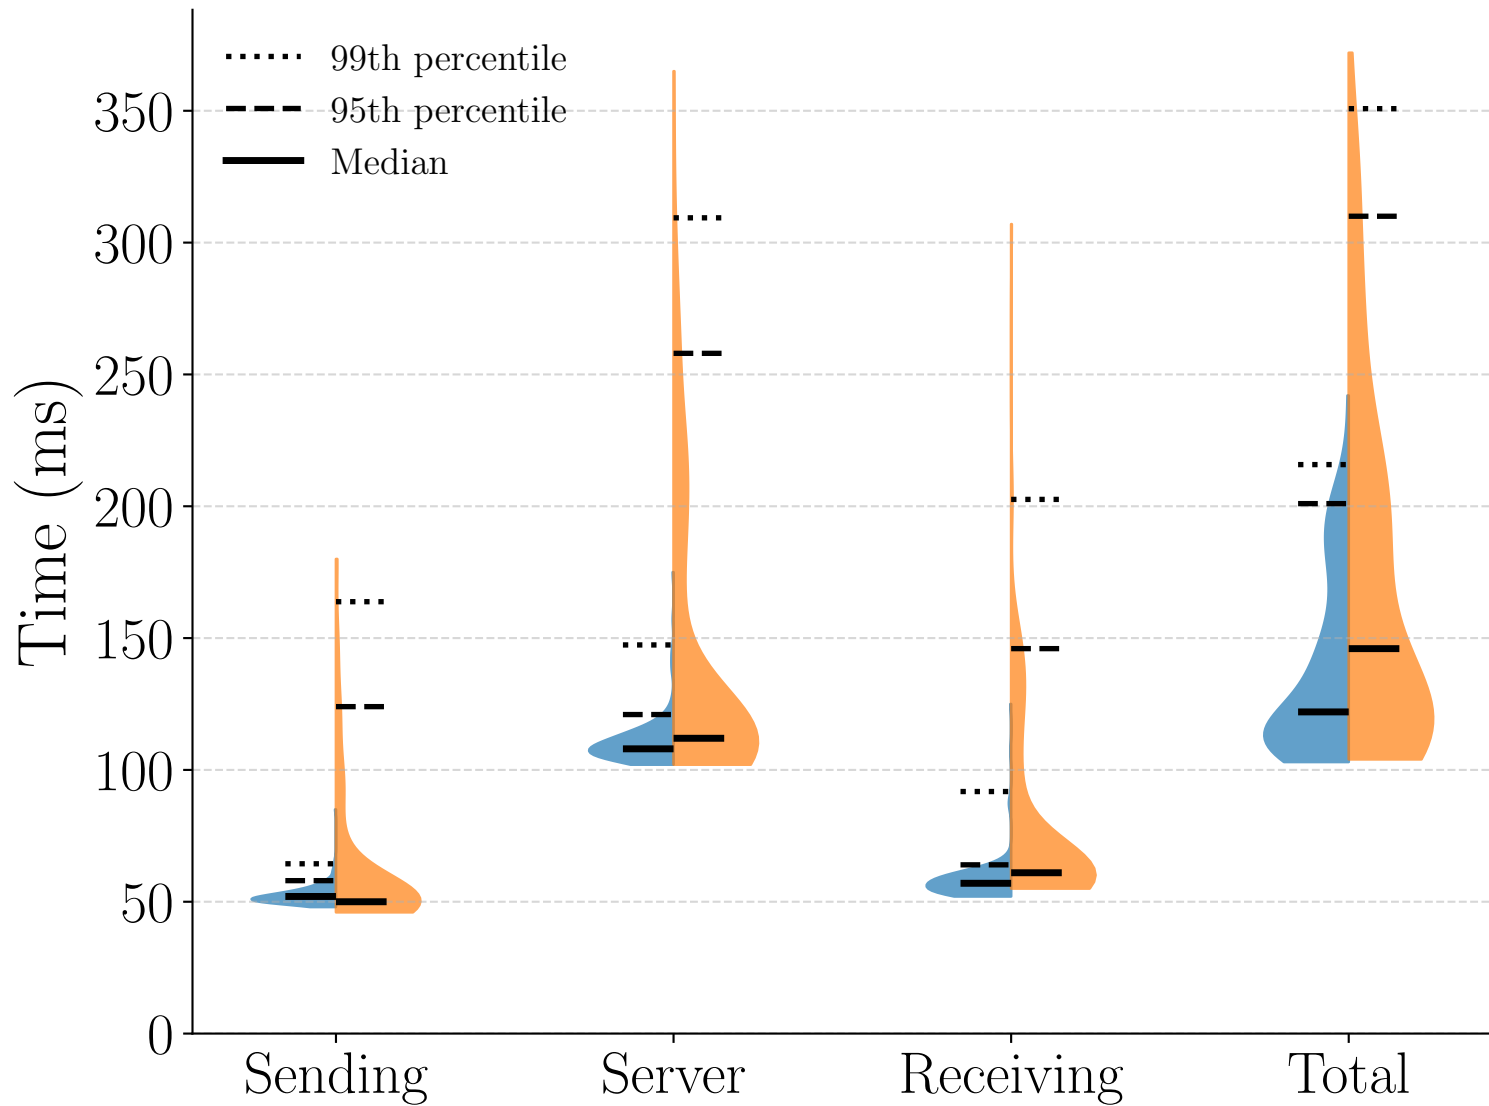 99th percentile
95th percentile
Median
Time (ms)
350
300
250
200
150
100
50
0
Sending
Server
Receiving
Total